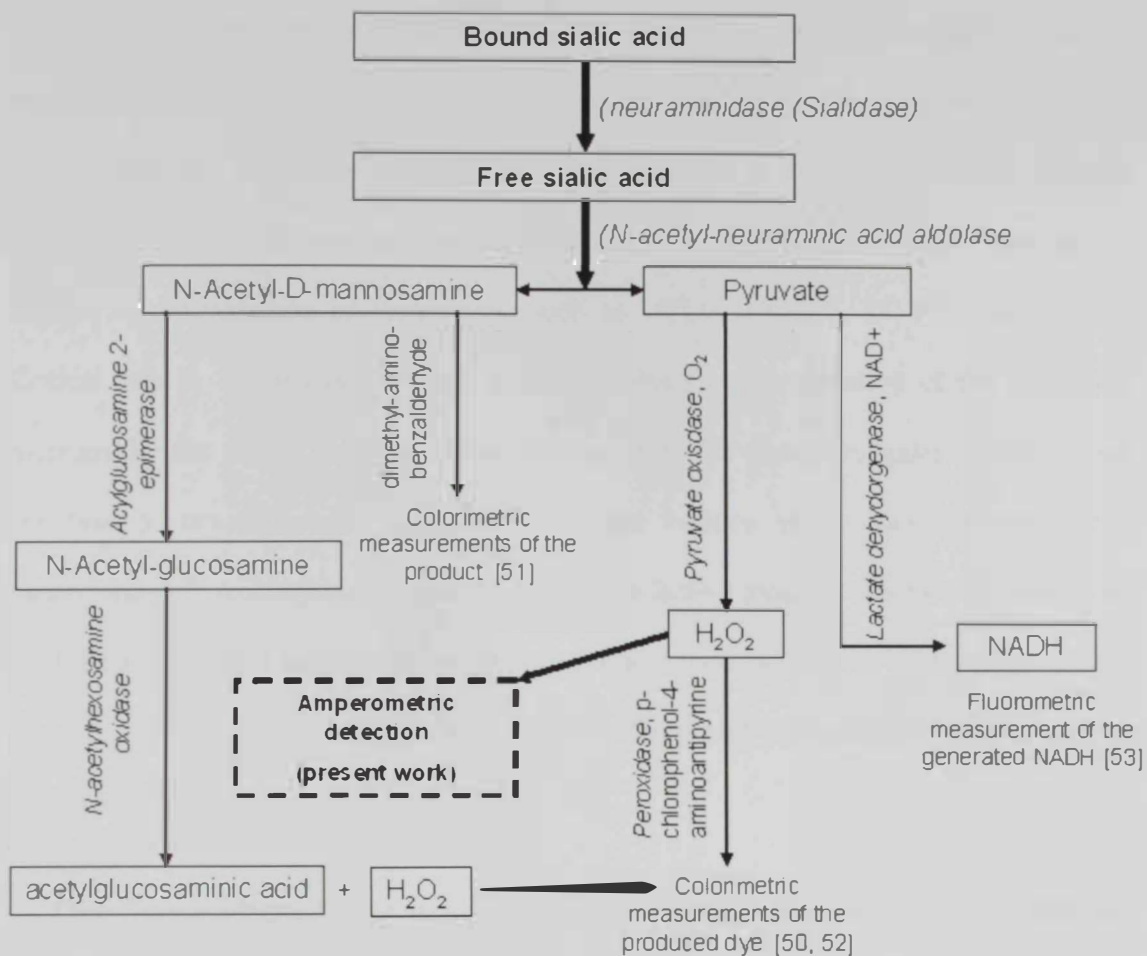 Bound sialic acid
(neuraminidase (Sialidase)
Free sialic acid
(N-acetyl-neuraminic acid aldolase
N-Acetyl-D-mannosamine
Pyruvate
Acylglucosamine 2-
epimerase
dimethyl-amino-
benzaldehyde
Pyruvate oxisdase, O₂
Lactate dehydorgenase, NAD+
Colorimetric
measurements of the
product [51]
N-Acetyl-glucosamine
H₂O₂
NADH
Amperometric
detection
(present work)
Fluorometric
measurement of the
generated NADH [53]
N-acetylhexosamine
oxidase
Peroxidase, p-
chlorophenol-4-
aminoantipyrine
acetylglucosaminic acid + H₂O₂
Colorimetric
measurements of the
produced dye [50, 52]